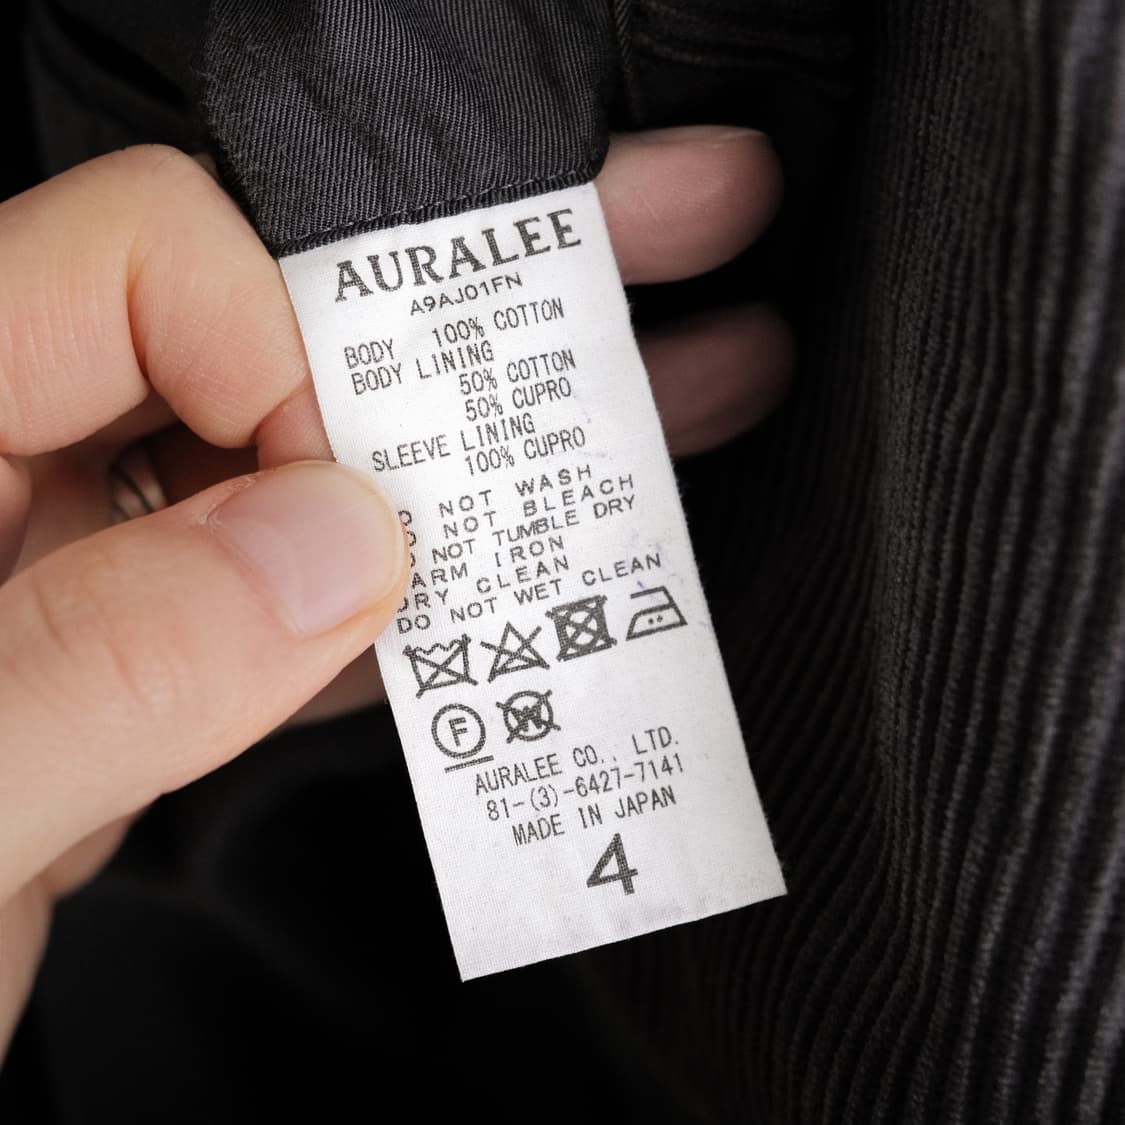 AURALEE
A9AJ01FN
BODY 100% COTTON
BODY LINING
50% COTTON
50% CUPRO
SLEEVE LINING
100% CUPRO
NOT WASH
NOT BLEACH
NOT TUMBLE DRY
IRON
DRY CLEAN
DO NOT WET CLEAN
F W
AURALEE CO., LTD.
81-(3)-6427-7141
MADE IN JAPAN
4